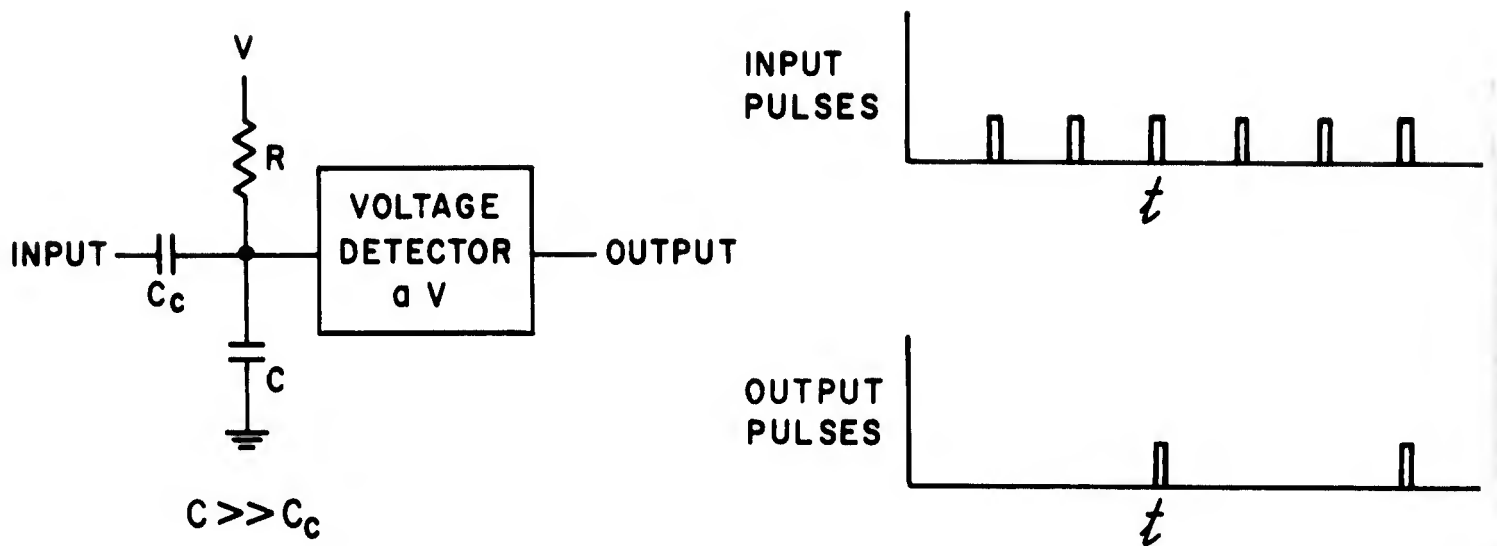 V
R
INPUT
Cc
VOLTAGE
DETECTOR
a V
OUTPUT
C
C >> Cc
INPUT
PULSES
t
OUTPUT
PULSES
t